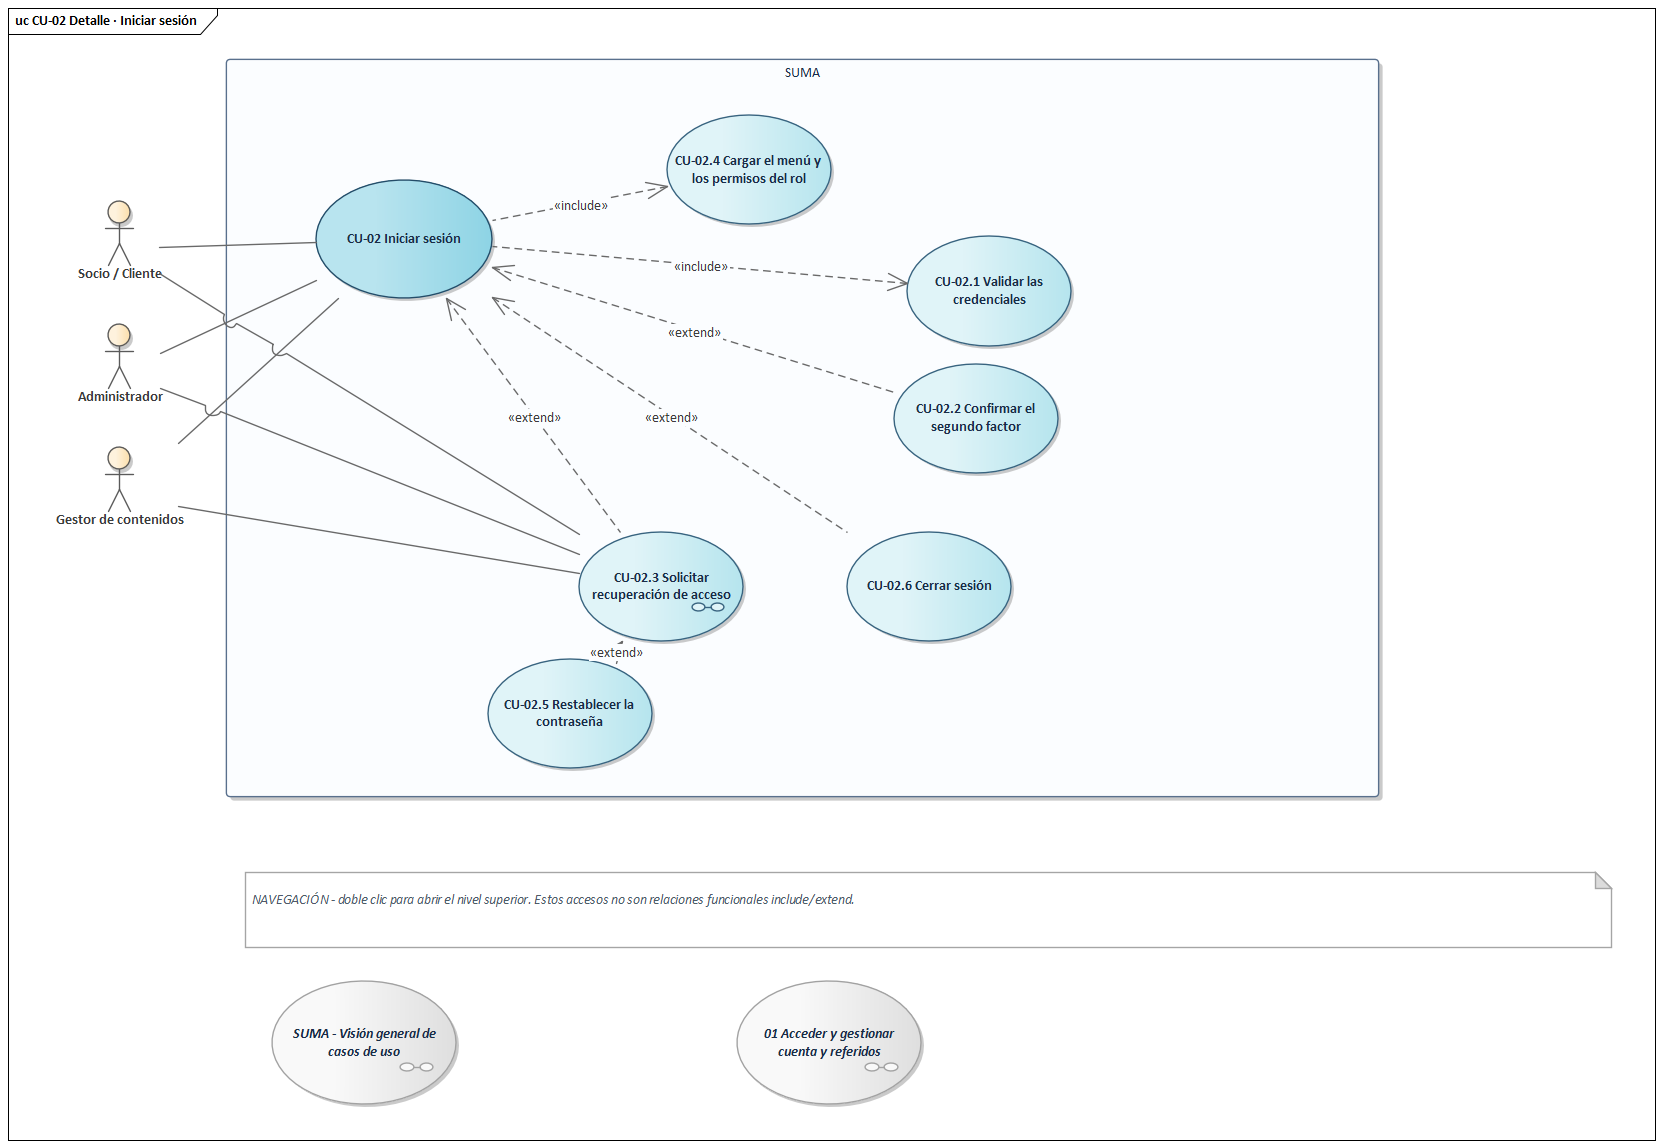 uc CU-02 Detalle · Iniciar sesión
SUMA
CU-02.4 Cargar el menú y
los permisos del rol
CU-02 Iniciar sesión
«include»
Socio / Cliente
«include»
CU-02.1 Validar las
credenciales
«extend»
Administrador
CU-02.2 Confirmar el
segundo factor
«extend»
«extend»
Gestor de contenidos
CU-02.3 Solicitar
recuperación de acceso
CU-02.6 Cerrar sesión
«extend»
CU-02.5 Restablecer la
contraseña
NAVEGACIÓN - doble clic para abrir el nivel superior. Estos accesos no son relaciones funcionales include/extend.
SUMA - Visión general de
casos de uso
01 Acceder y gestionar
cuenta y referidos